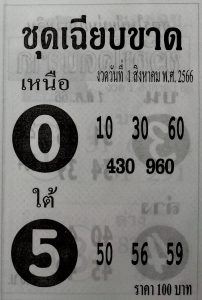 ชุดเฉียบขาด
เหนือ งวดวันที่ 1 สิงหาคม พ.ศ. 2566
0 10 30 60
430 960
ใต้
5 50 56 59
ราคา 100 บาท